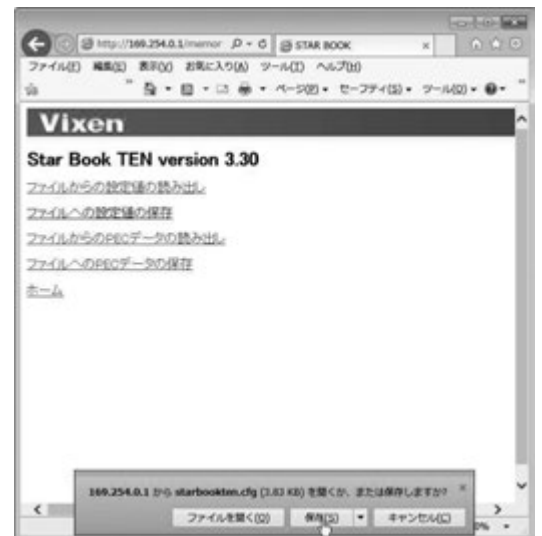 http://169.254.0.1/memor
STAR BOOK
ファイル(F) 編集(E) 表示(V) お気に入り(A) ツール(T) ヘルプ(H)
ページ(P) セーフティ(S) ツール(O)
Vixen
Star Book TEN version 3.30
ファイルからの設定値の読み出し
ファイルへの設定値の保存
ファイルからのPECデータの読み出し
ファイルへのPECデータの保存
ホーム
169.254.0.1 から starbookten.cfg (3.83 KB) を開くか、または保存しますか?
ファイルを開く(O) 保存(S) キャンセル(C)